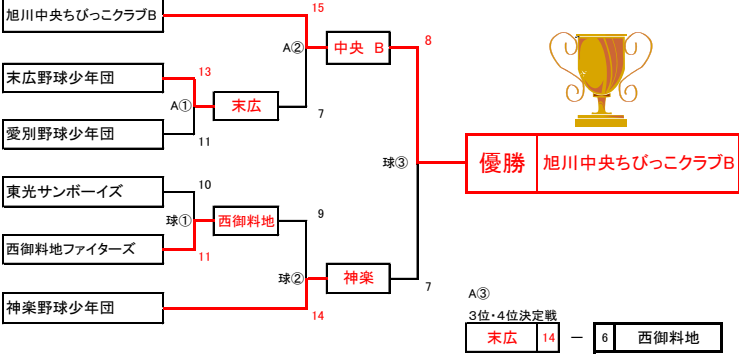 旭川中央ちびっこクラブB
15
A②
中央 B
8
末広野球少年団
13
A①
末広
7
愛別野球少年団
11
球③
優勝 旭川中央ちびっこクラブB
東光サンボーイズ
10
球①
西御料地
9
西御料地ファイターズ
11
球②
神楽
7
神楽野球少年団
14
A③
3位・4位決定戦
末広 14 － 6 西御料地